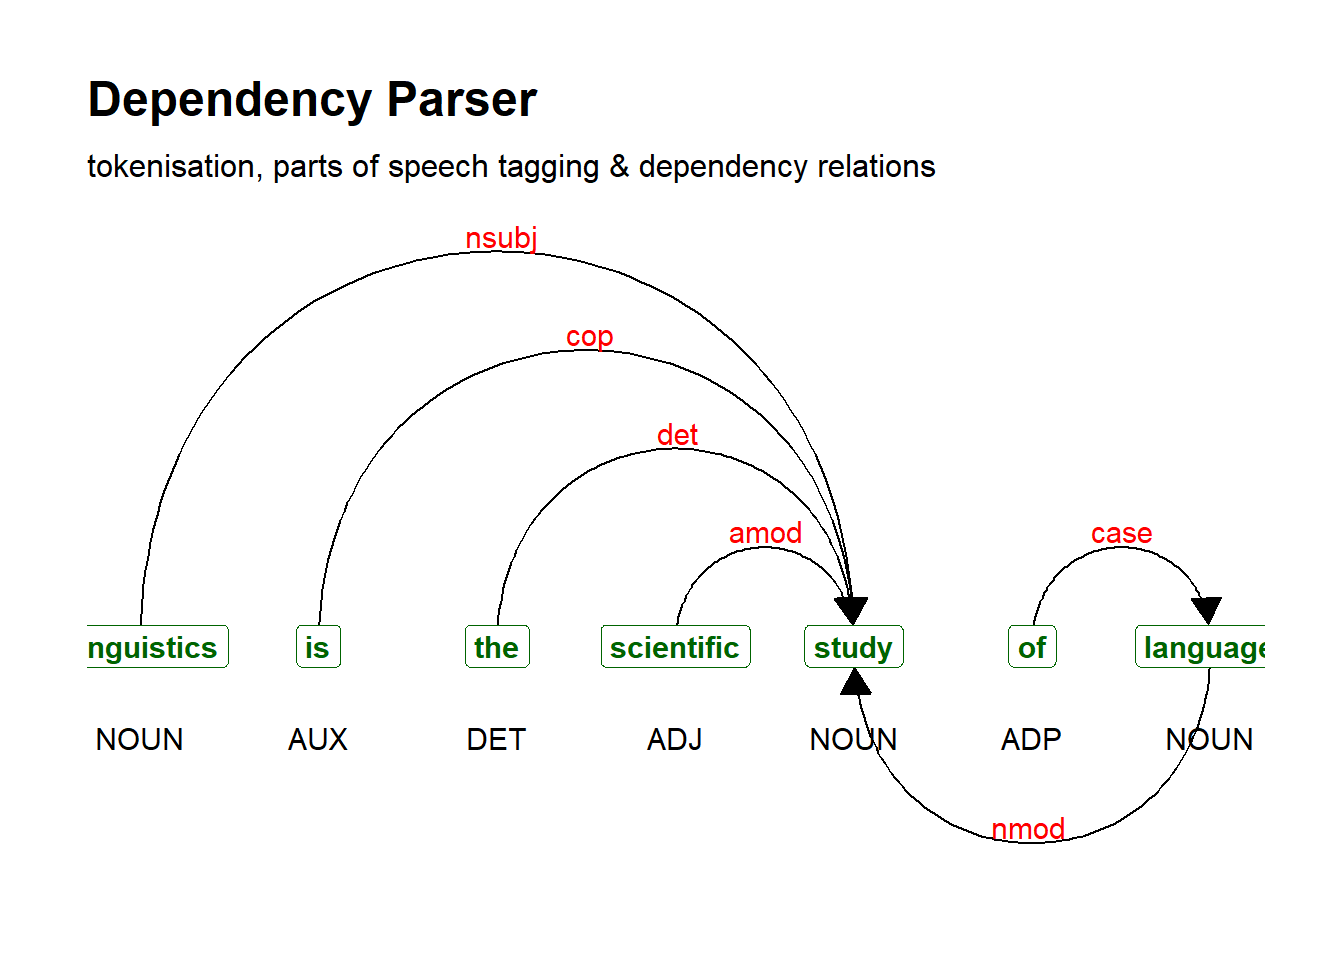 Dependency Parser
tokenisation, parts of speech tagging & dependency relations
nsubj
cop
det
amod case
nguistics is the scientific study of language
NOUN AUX DET ADJ NOUN ADP NOUN
nmod